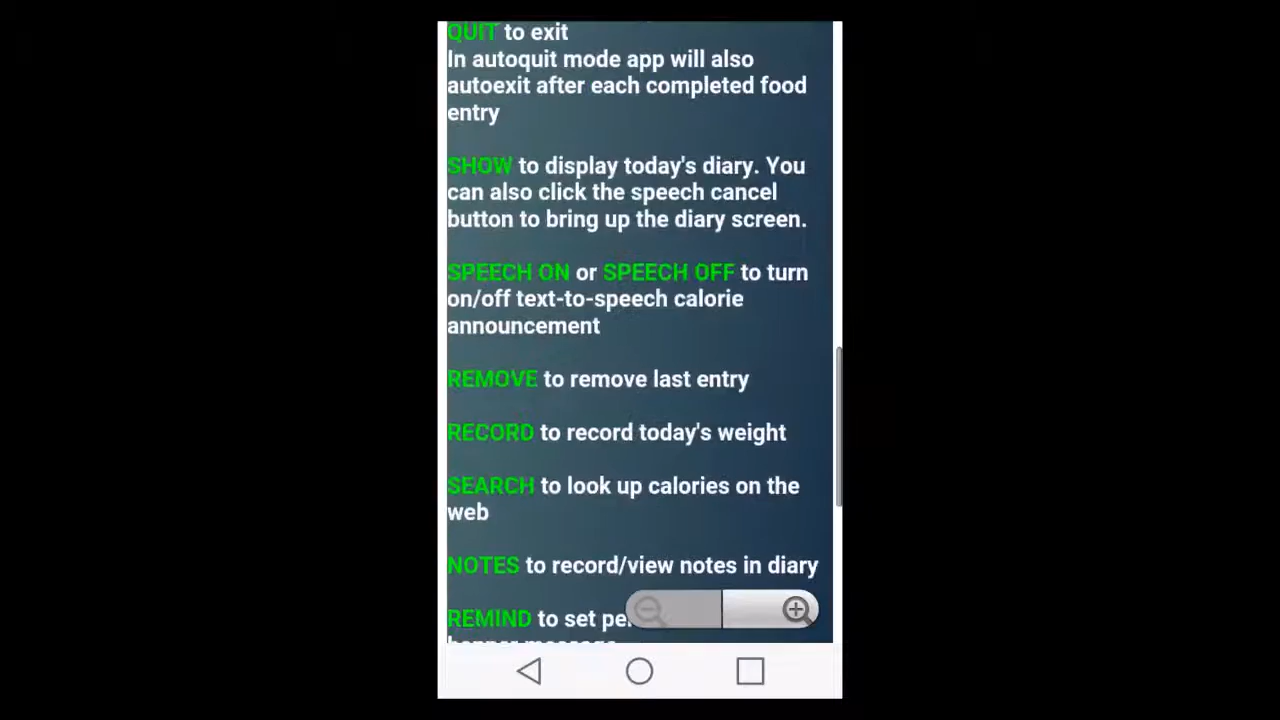 QUIT to exit
In autoquit mode app will also
autoexit after each completed food
entry
SHOW to display today's diary. You
can also click the speech cancel
button to bring up the diary screen.
SPEECH ON or SPEECH OFF to turn
on/off text-to-speech calorie
announcement
REMOVE to remove last entry
RECORD to record today's weight
SEARCH to look up calories on the
web
NOTES to record/view notes in diary
REMIND to set
banner message